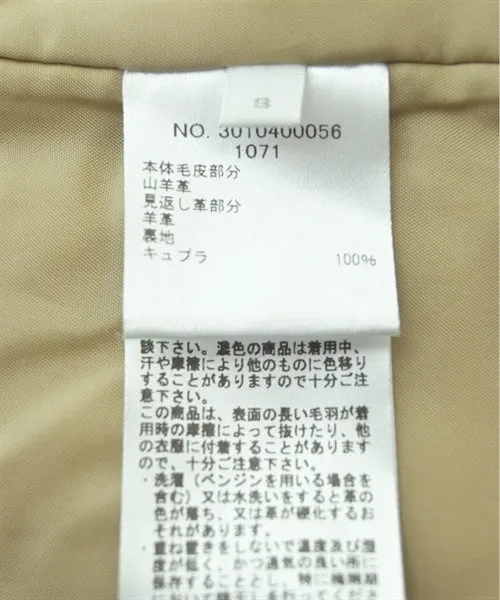 S
NO. 3010400056
1071
本体毛皮部分
山羊革
見返し革部分
羊革
裏地
キュプラ 100%
談下さい。濃色の商品は着用中、
汗や摩擦により他のものに色移り
することがありますので十分ご注
意下さい。
この商品は、表面の長い毛羽が着
用時の摩擦によって抜けたり、他
の衣服に付着することがあります
ので、十分ご注意下さい。
・洗濯(ベンジンを用いる場合を
含む)又は水洗いをすると革の
色が落ち、又は革が硬化するお
それがあります。
・重ね置きをしないで温度及び湿
度が低く、かつ通気の良い所に
保存することとし、特に梅雨期